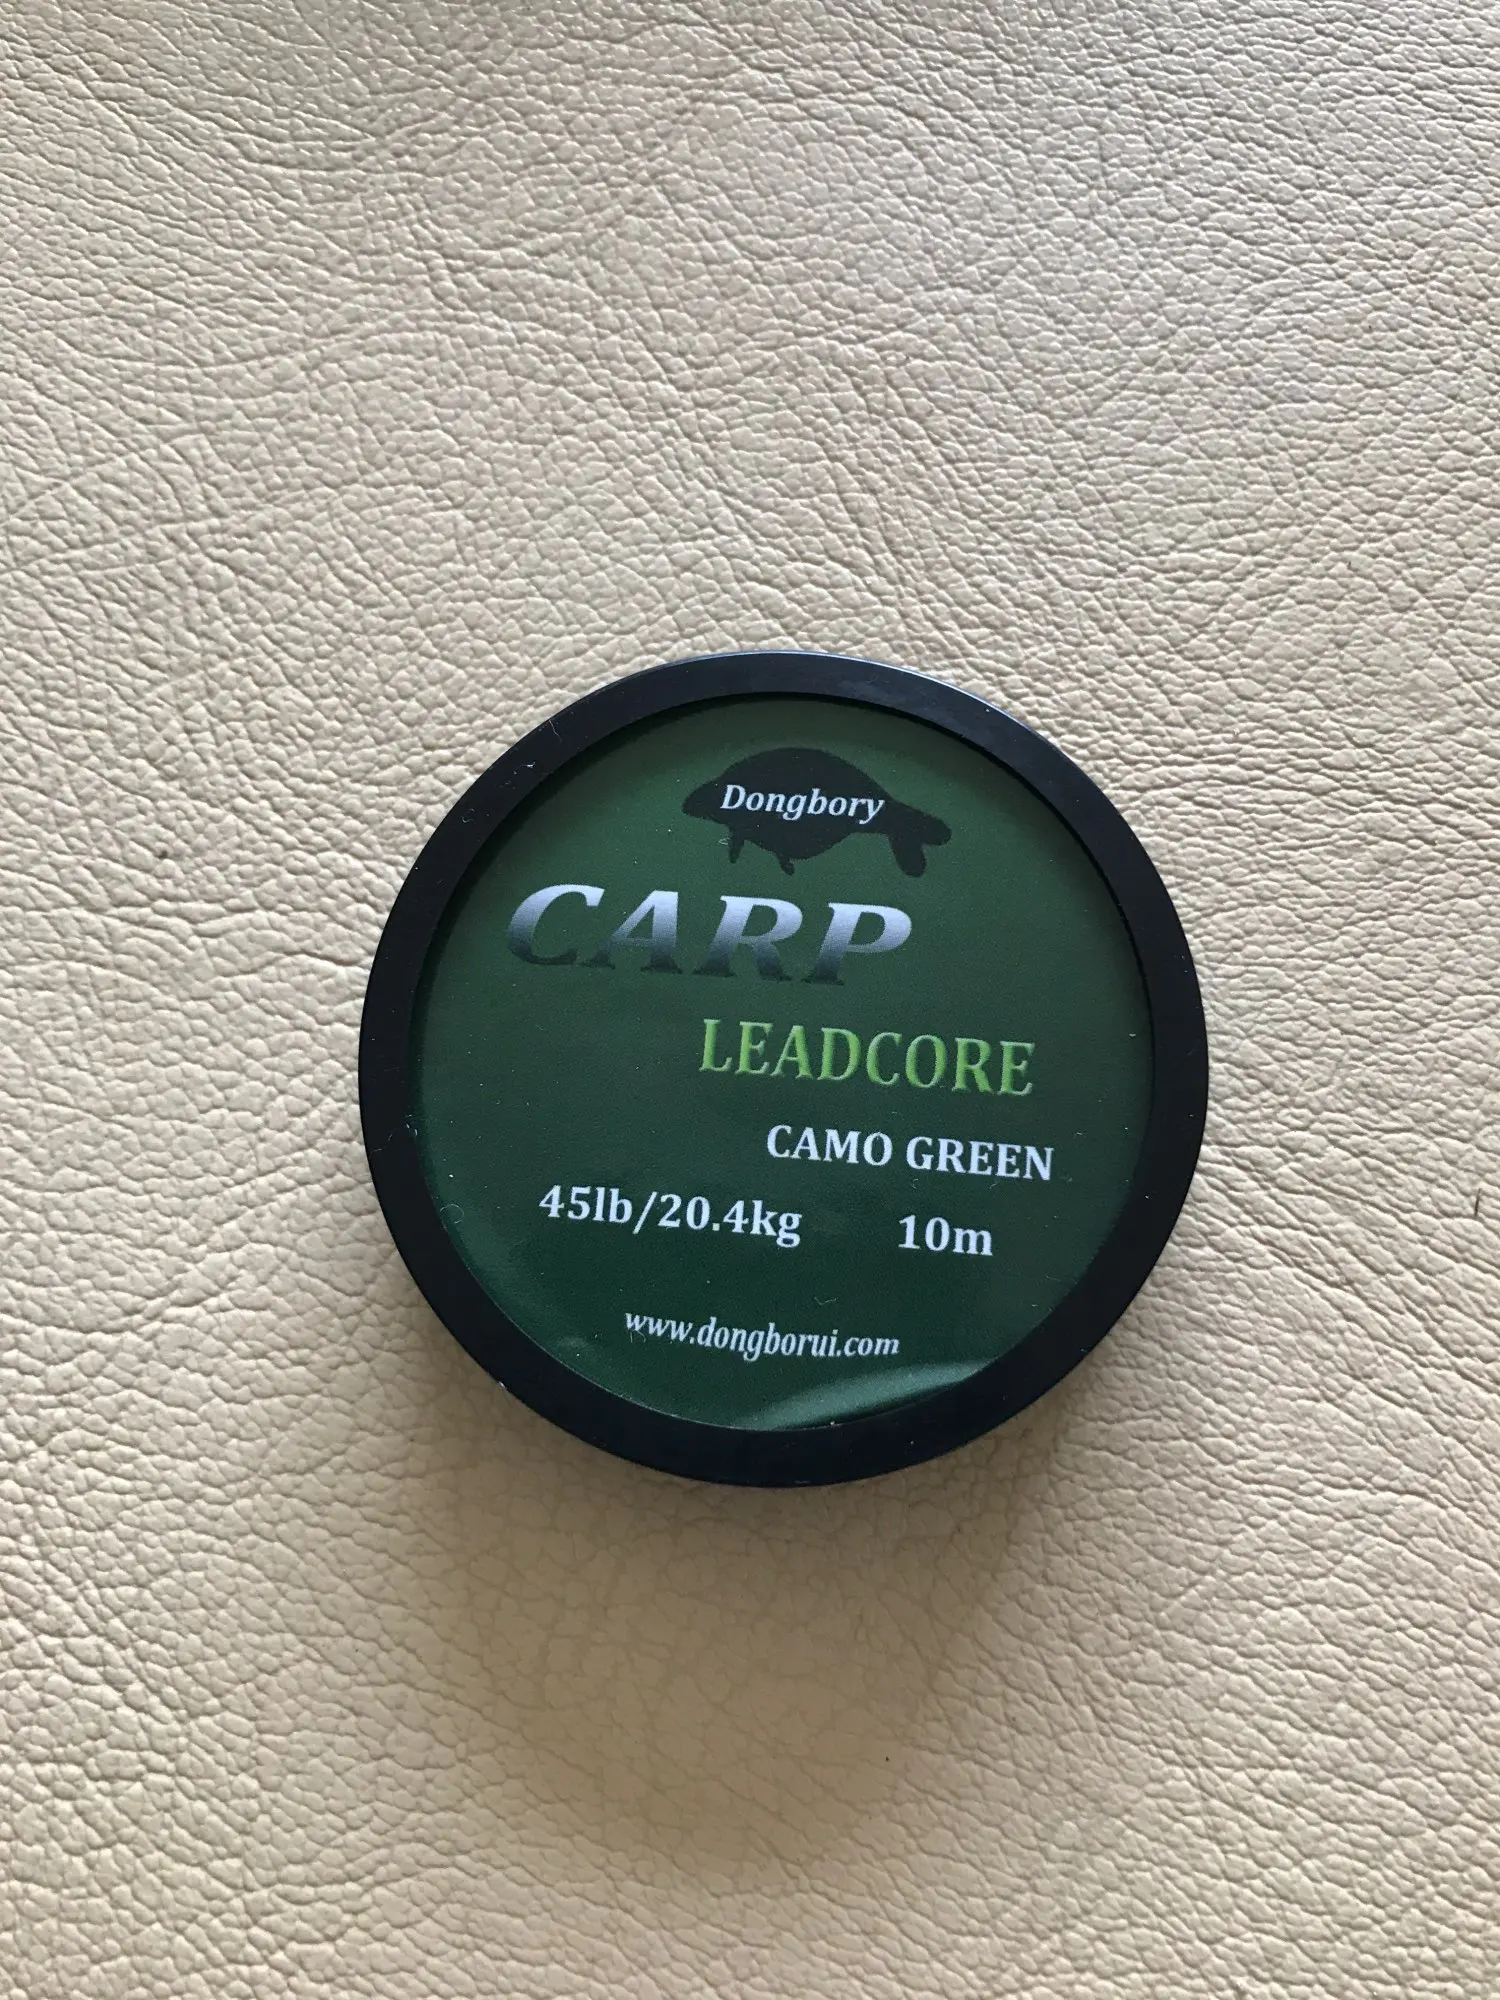 Dongbory
CARP
LEADCORE
CAMO GREEN
45lb/20.4kg 10m
www.dongborui.com